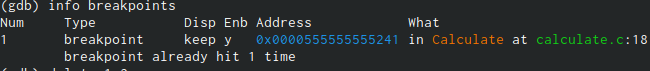 (gdb) info breakpoints
Num     Type           Disp Enb Address            What
1       breakpoint     keep y   0x0000555555555241 in Calculate at calculate.c:18
        breakpoint already hit 1 time